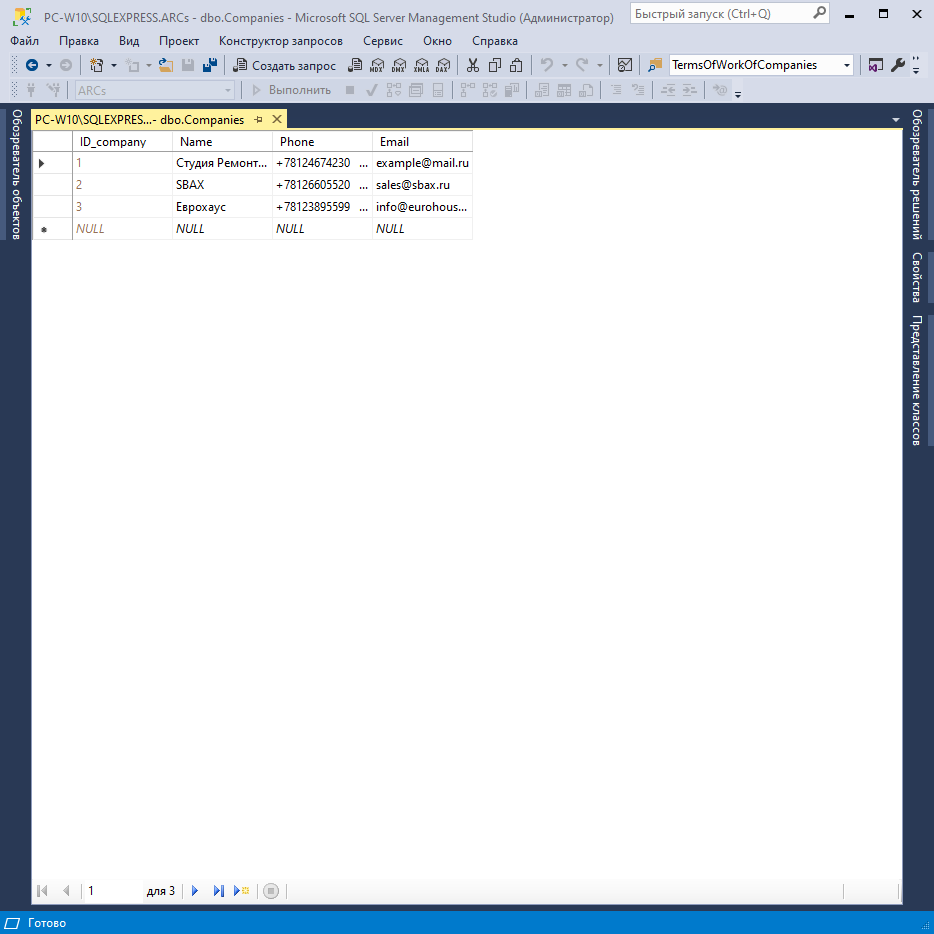 PC-W10\SQLEXPRESS.ARCs - dbo.Companies - Microsoft SQL Server Management Studio (Администратор)
Быстрый запуск (Ctrl+Q)
Файл Правка Вид Проект Конструктор запросов Сервис Окно Справка
Создать запрос MDX DMX XMLA DAX TermsOfWorkOfCompanies
ARCs Выполнить
PC-W10\SQLEXPRES...- dbo.Companies
Обозреватель объектов
ID_company Name Phone Email
1 Студия Ремонт... +78124674230 ... example@mail.ru
2 SBAX +78126605520 ... sales@sbax.ru
3 Еврохаус +78123895599 ... info@eurohous...
NULL NULL NULL NULL
Обозреватель решений
Свойства
Представление классов
1 для 3
Готово